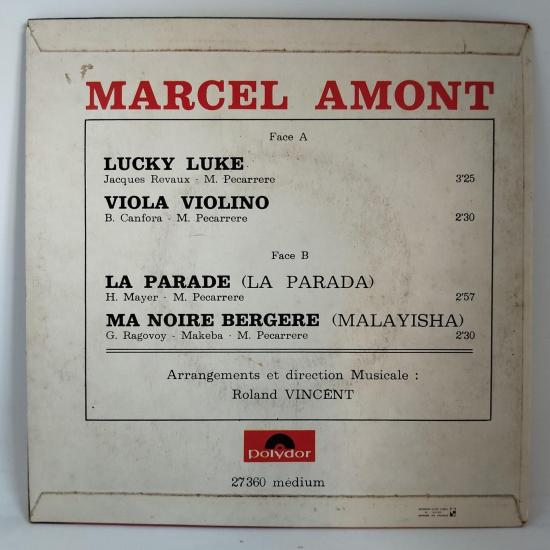 MARCEL AMONT
Face A
LUCKY LUKE
Jacques Revaux - M. Pecarrere 3'25
VIOLA VIOLINO
B. Canfora - M. Pecarrere 2'30
Face B
LA PARADE (LA PARADA)
H. Mayer - M. Pecarrere 2'57
MA NOIRE BERGERE (MALAYISHA)
G. Ragovoy - Makeba - M. Pecarrere 2'30
Arrangements et direction Musicale :
Roland VINCENT
Polydor
27360 médium